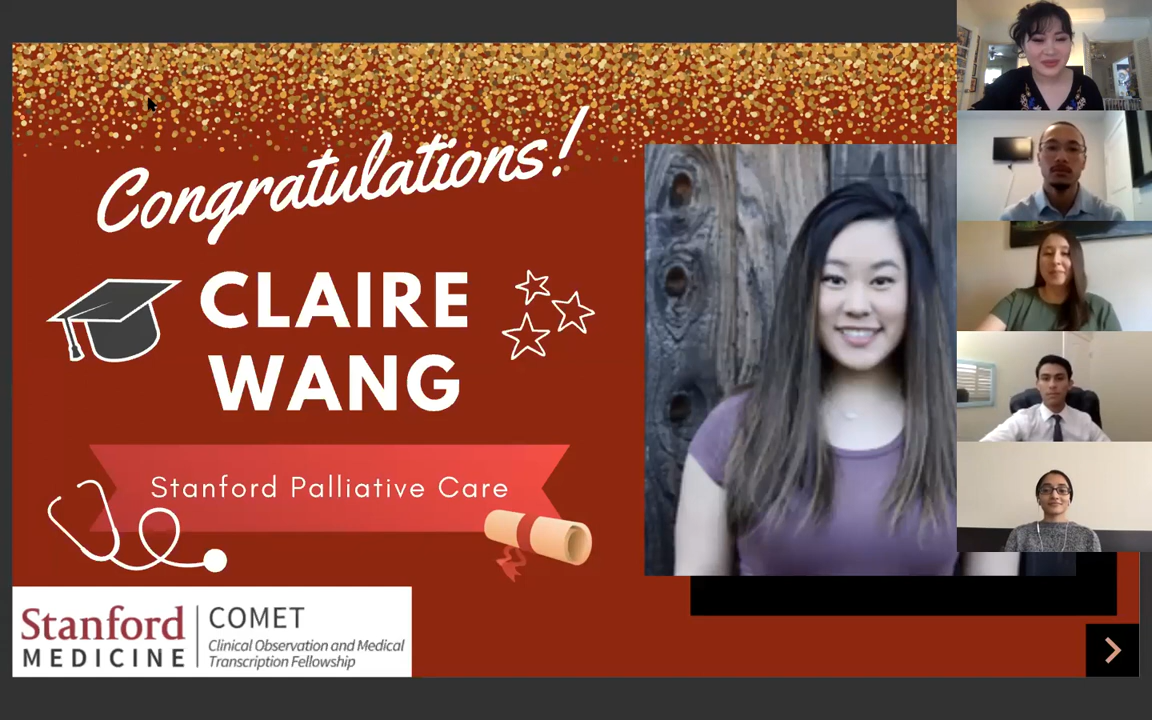 Congratulations!
CLAIRE
WANG
Stanford Palliative Care
Stanford
MEDICINE
COMET
Clinical Observation and Medical
Transcription Fellowship